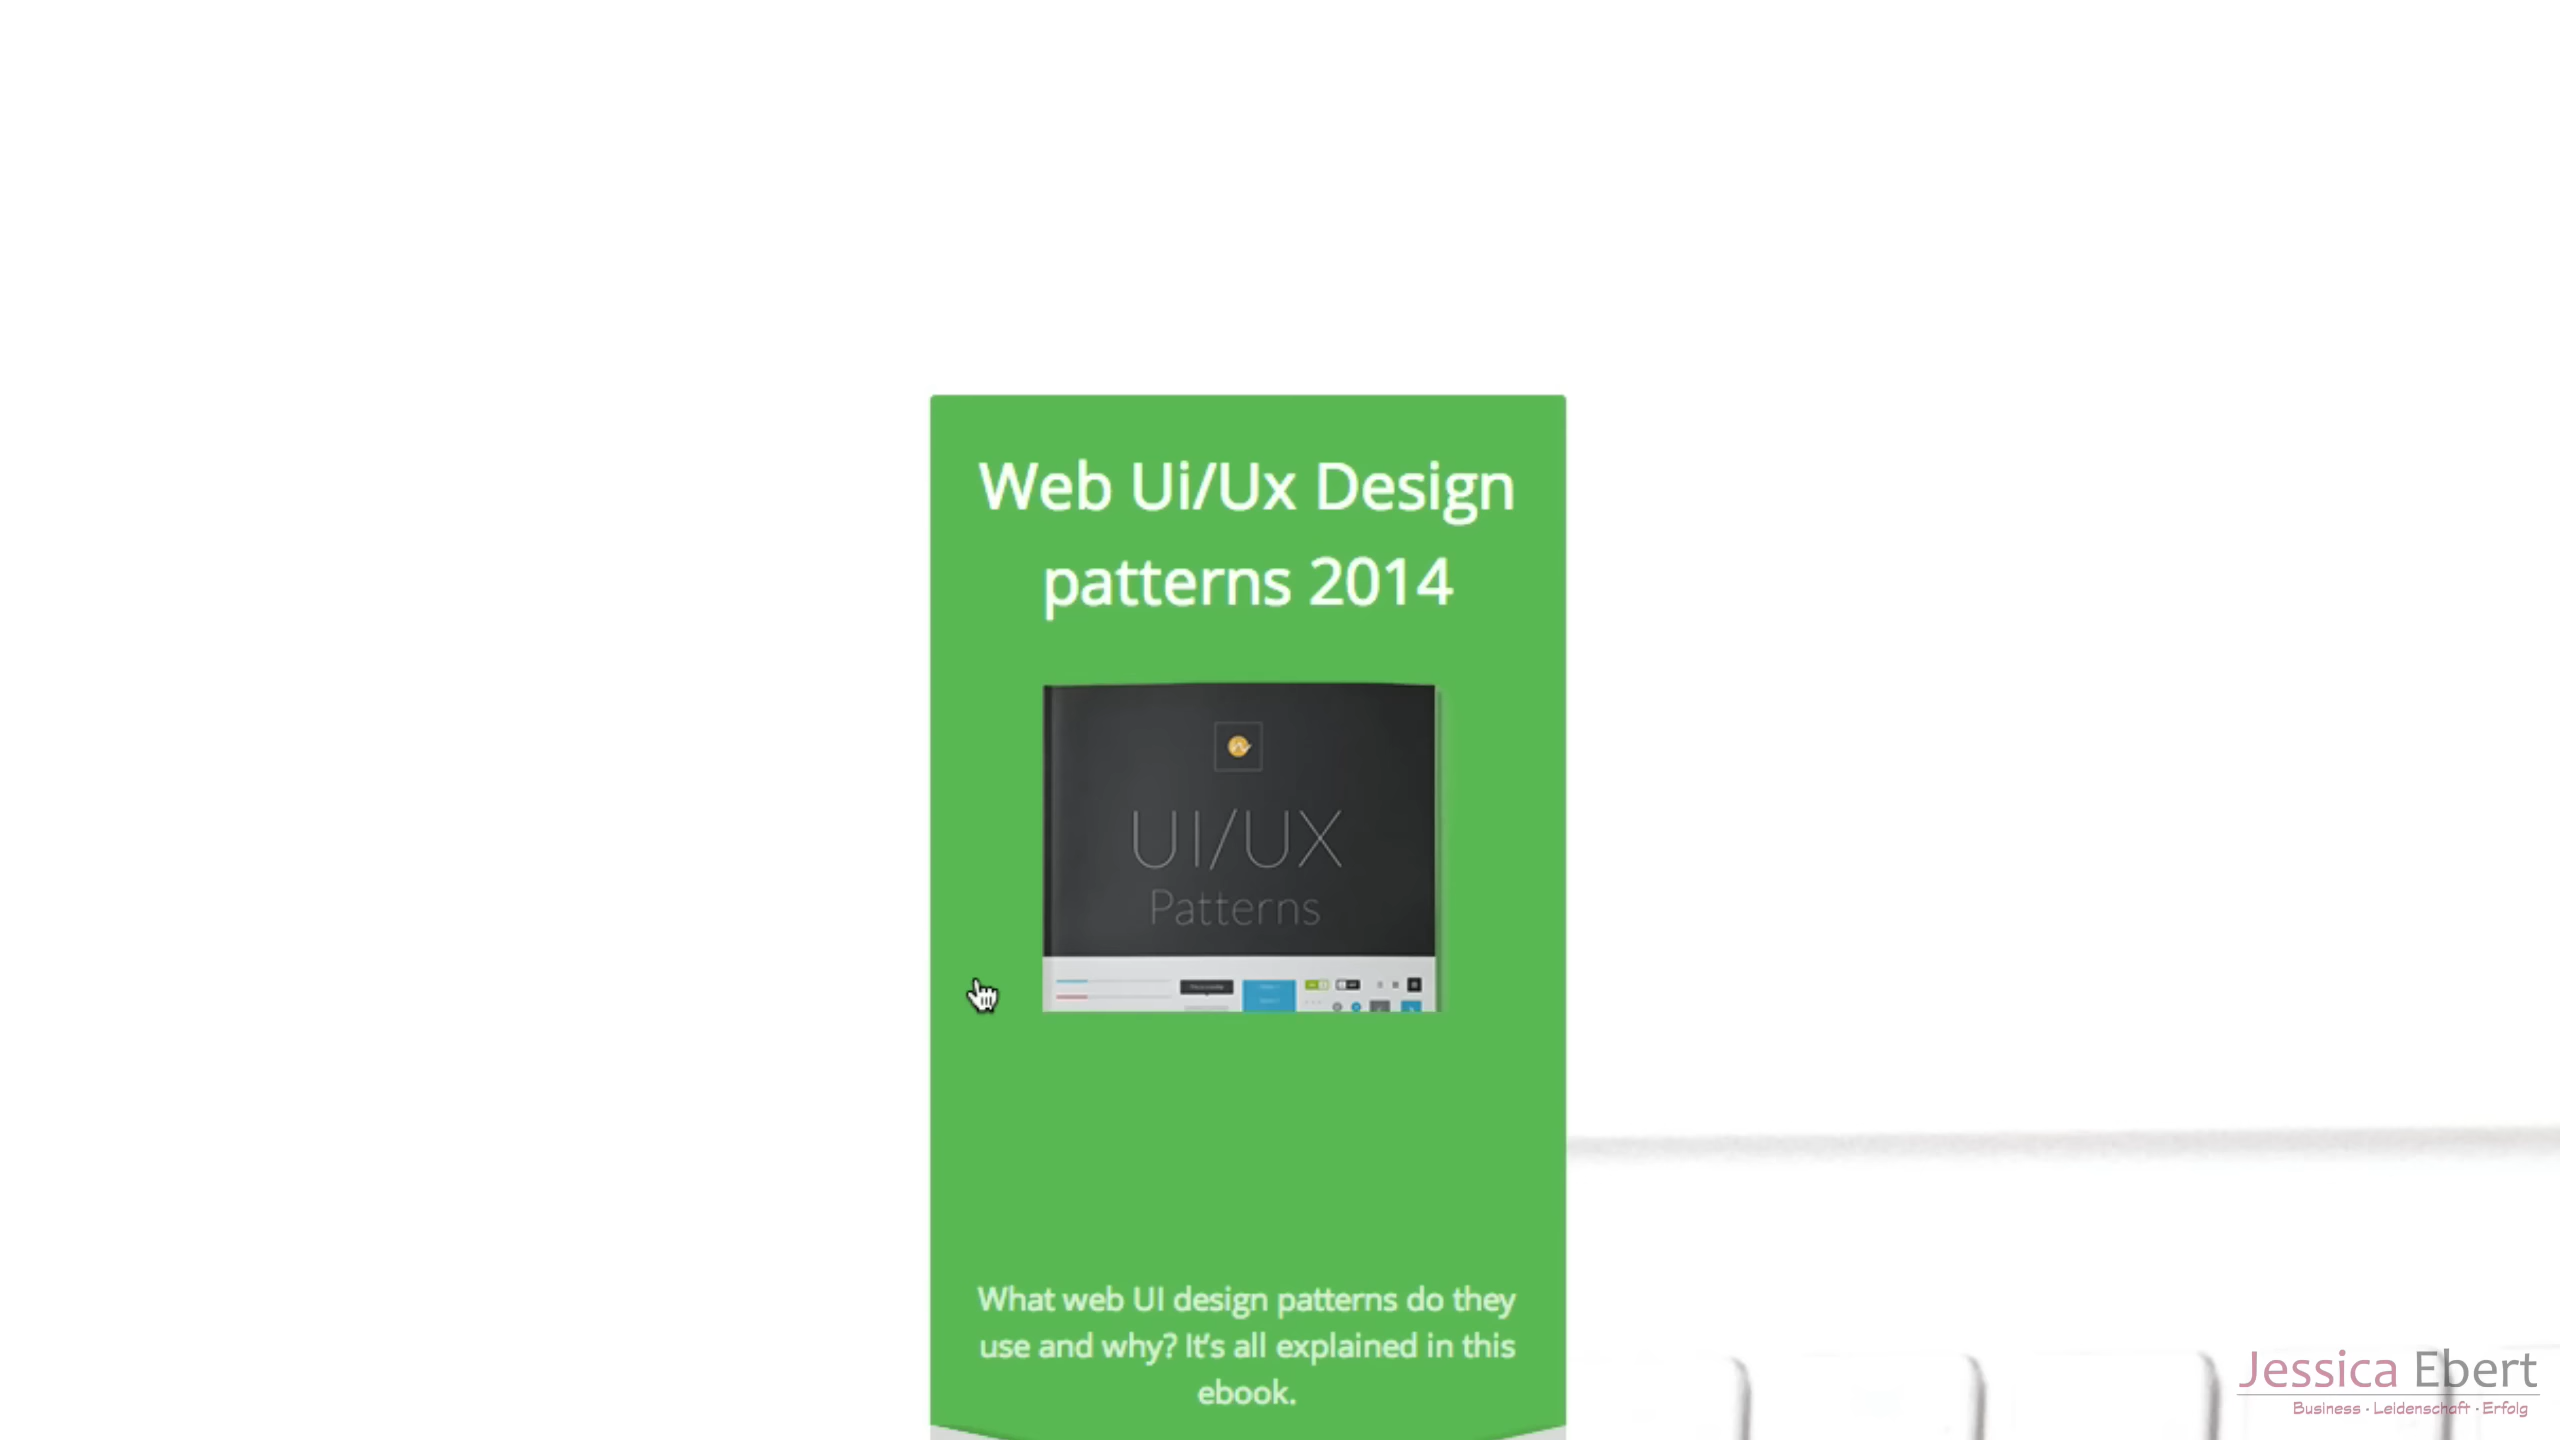 Web Ui/Ux Design
patterns 2014
UI/UX
Patterns
What web UI design patterns do they
use and why? It's all explained in this
ebook.
Jessica Ebert
Business · Leidenschaft · Erfolg